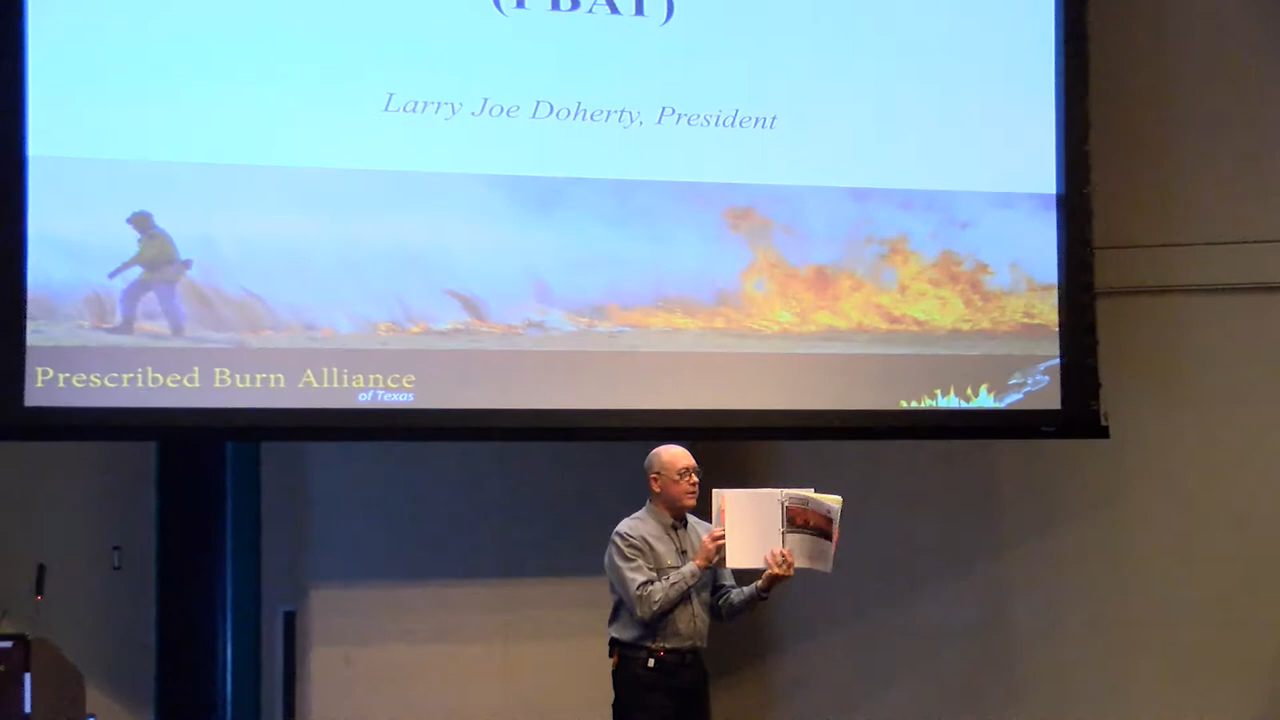 (PBAT)
Larry Joe Doherty, President
Prescribed Burn Alliance
of Texas